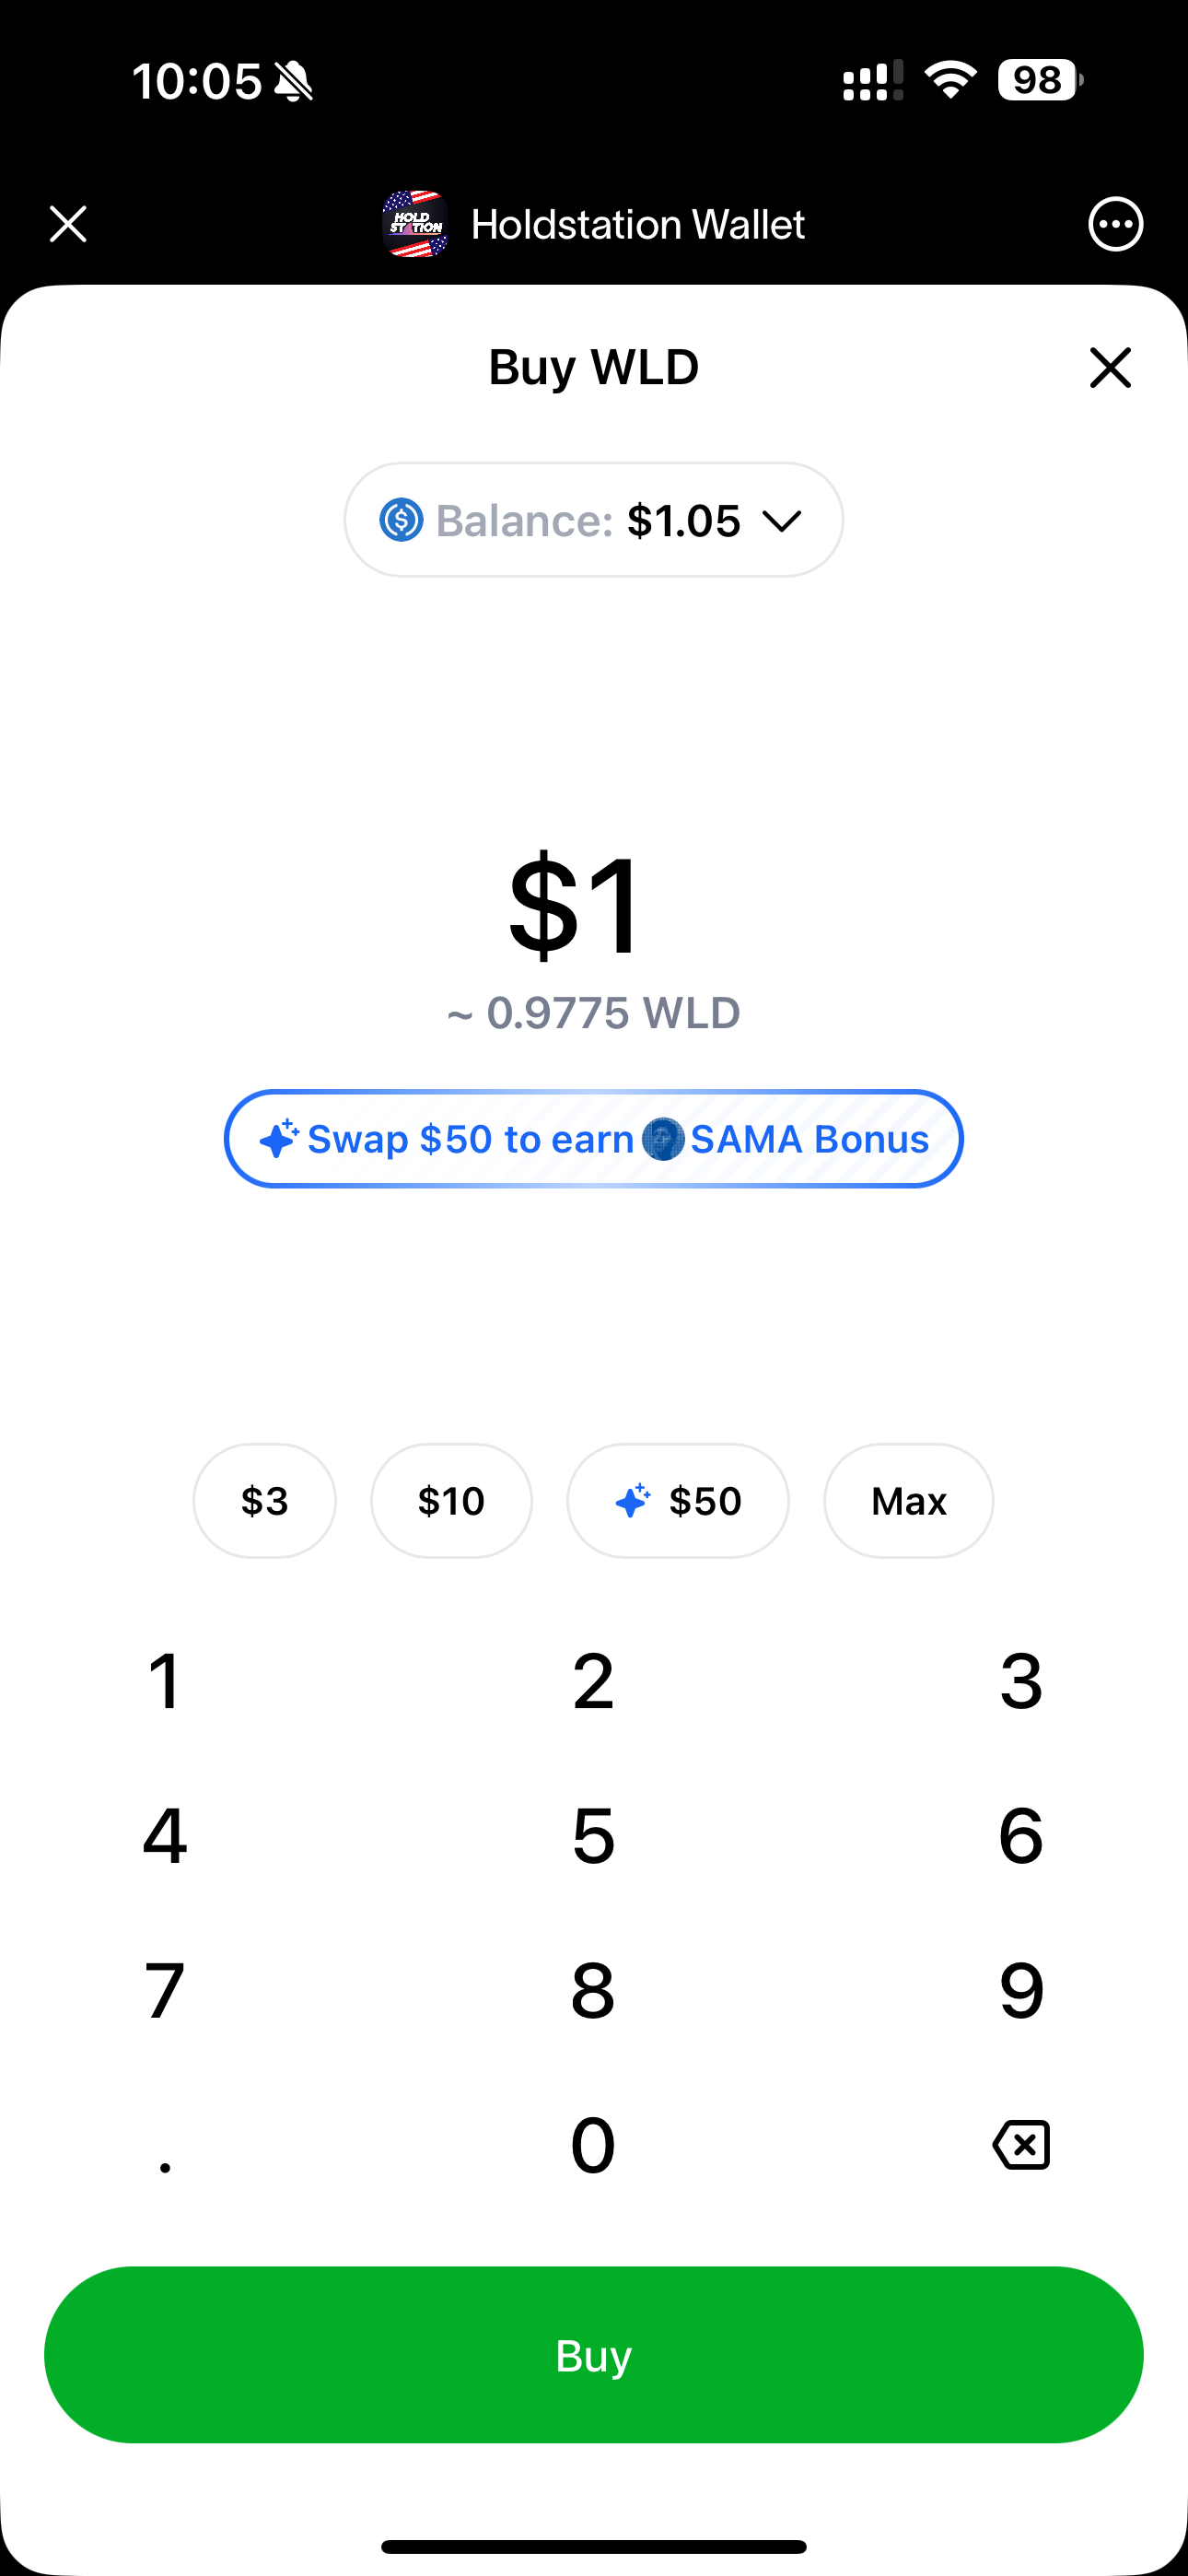 10:05
98
HOLD
STATION
Holdstation Wallet
Buy WLD
Balance: $1.05
$1
~ 0.9775 WLD
Swap $50 to earn SAMA Bonus
$3 $10 $50 Max
1 2 3
4 5 6
7 8 9
. 0
Buy